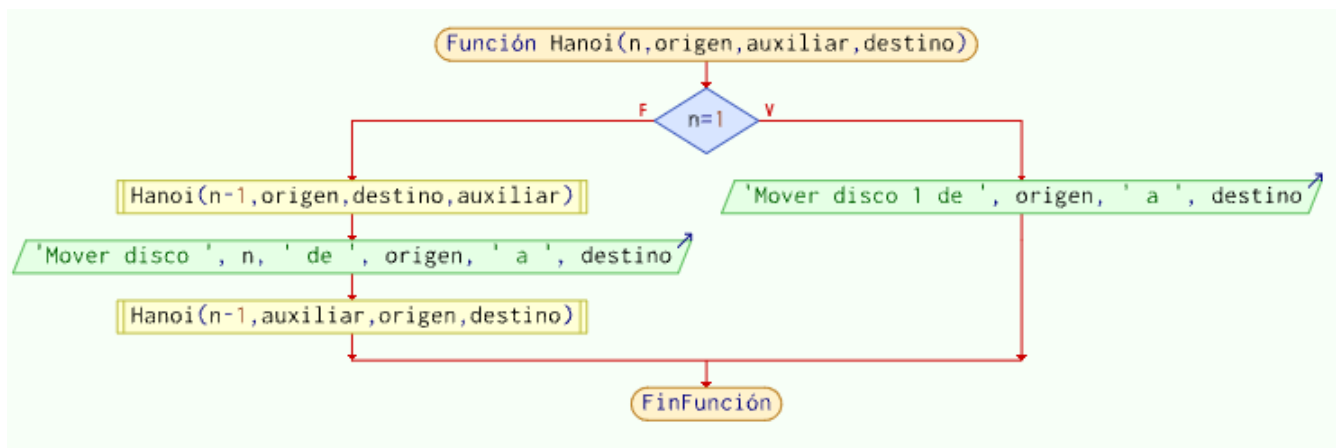 Función Hanoi(n,origen,auxiliar,destino)
F
V
n=1
Hanoi(n-1,origen,destino,auxiliar)
'Mover disco 1 de ', origen, ' a ', destino
'Mover disco ', n, ' de ', origen, ' a ', destino
Hanoi(n-1,auxiliar,origen,destino)
FinFunción